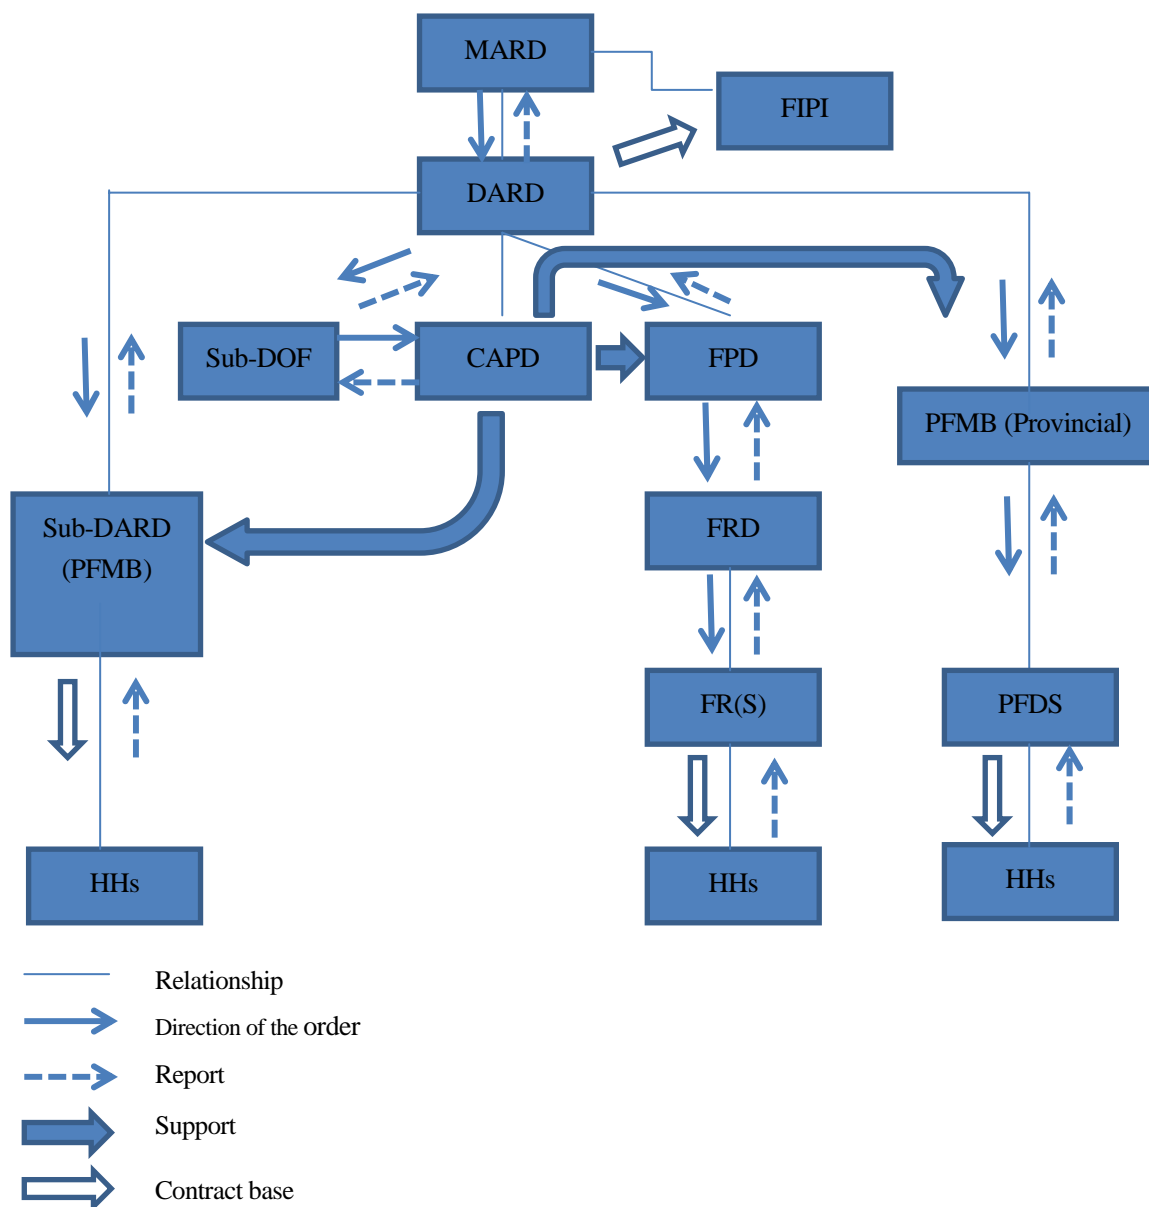 MARD
FIPI
DARD
Sub-DOF
CAPD
FPD
PFMB (Provincial)
Sub-DARD
(PFMB)
FRD
FR(S)
PFDS
HHs
HHs
HHs
Relationship
Direction of the order
Report
Support
Contract base